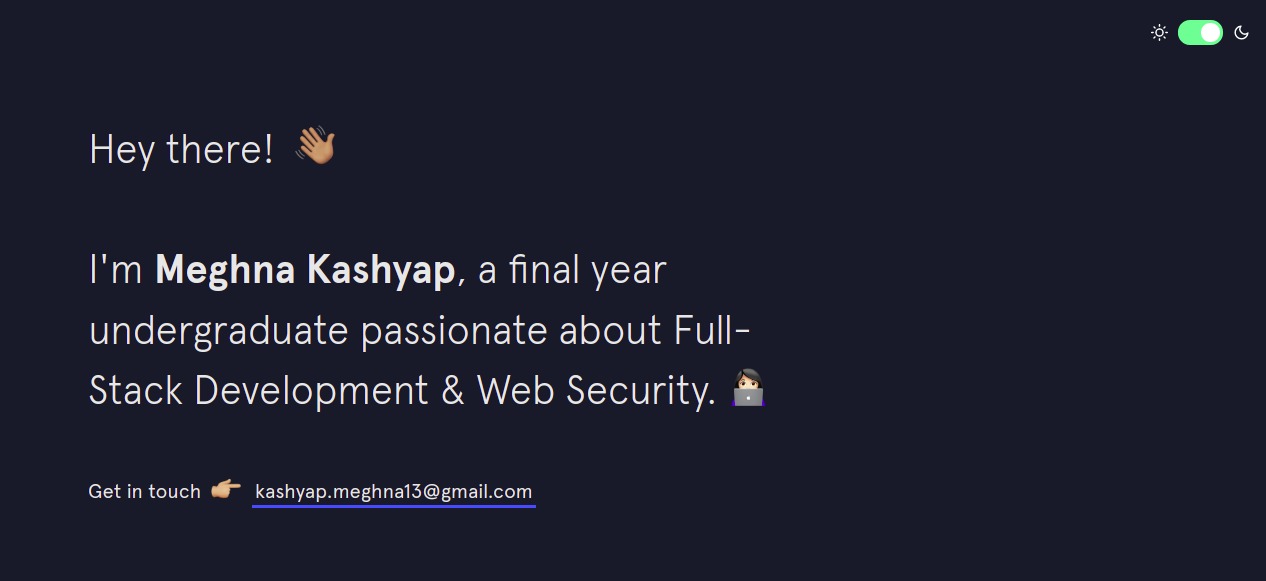 Hey there! 👋🏽
I'm Meghna Kashyap, a final year
undergraduate passionate about Full-
Stack Development & Web Security. 👩🏻‍💻
Get in touch 👉🏼 kashyap.meghna13@gmail.com